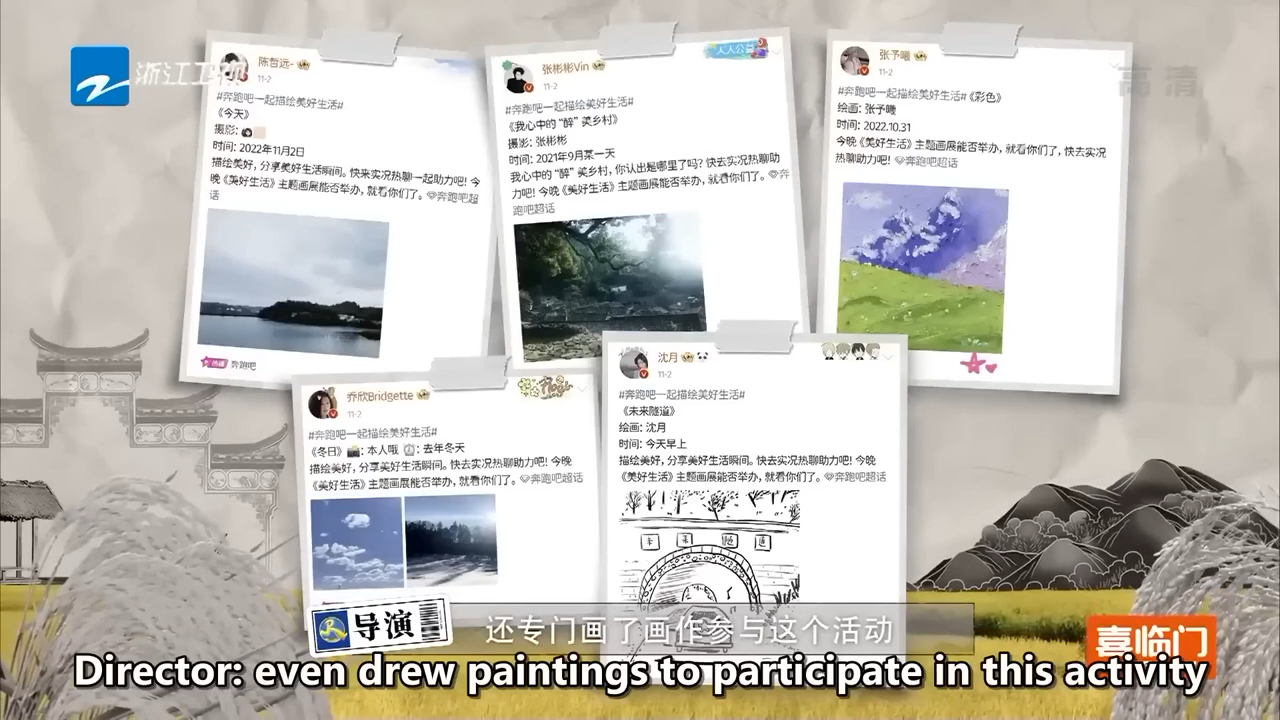 浙江卫视
高清
陈哲远-
11-2
#奔跑吧一起描绘美好生活#
《今天》
摄影:
时间: 2022年11月2日
描绘美好，分享美好生活瞬间。快来实况热聊一起助力吧! 今
晚《美好生活》主题画展能否举办，就看你们了。奔跑吧超
话
奔跑吧
张彬彬Vin
11-2
人人公益
#奔跑吧一起描绘美好生活#
《我心中的“醉”美乡村》
摄影: 张彬彬
时间: 2021年9月某一天
我心中的“醉”美乡村，你认出是哪里了吗? 快去实况热聊助
力吧! 今晚《美好生活》主题画展能否举办，就看你们了。奔
跑吧超话
张予曦
11-2
#奔跑吧一起描绘美好生活#《彩色》
绘画: 张予曦
时间: 2022.10.31
今晚《美好生活》主题画展能否举办，就看你们了，快去实况
热聊助力吧! 奔跑吧超话
乔欣Bridgette
11-2
#奔跑吧一起描绘美好生活#
《冬日》: 本人哦 : 去年冬天
描绘美好，分享美好生活瞬间。快去实况热聊助力吧! 今晚
《美好生活》主题画展能否举办，就看你们了。奔跑吧超话
沈月
11-2
#奔跑吧一起描绘美好生活#
《未来隧道》
绘画: 沈月
时间: 今天早上
描绘美好，分享美好生活瞬间。快去实况热聊助力吧! 今晚
《美好生活》主题画展能否举办，就看你们了。奔跑吧超话
未来隧道
导演
还专门画了画作参与这个活动
喜临门
Director: even drew paintings to participate in this activity